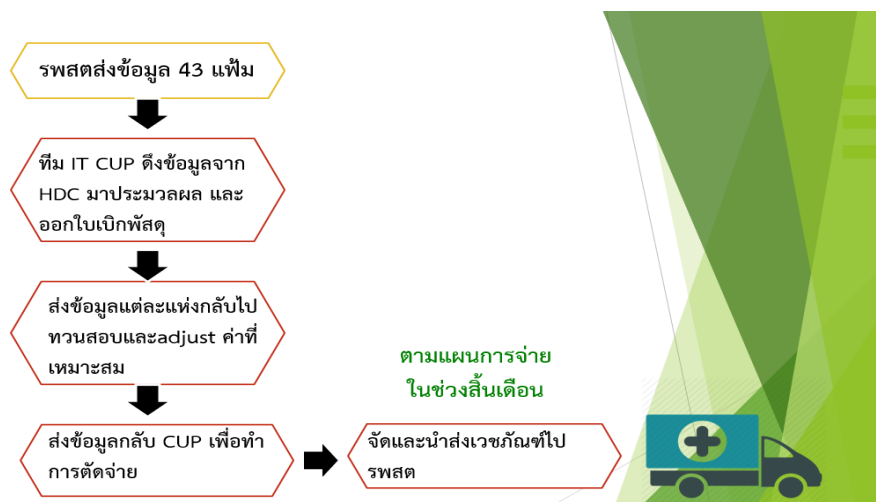 รพสตส่งข้อมูล 43 แฟ้ม
ทีม IT CUP ดึงข้อมูลจาก
HDC มาประมวลผล และ
ออกใบเบิกพัสดุ
ส่งข้อมูลแต่ละแห่งกลับไป
ทวนสอบและadjust ค่าที่
เหมาะสม
ส่งข้อมูลกลับ CUP เพื่อทำ
การตัดจ่าย
ตามแผนการจ่าย
ในช่วงสิ้นเดือน
จัดและนำส่งเวชภัณฑ์ไป
รพสต